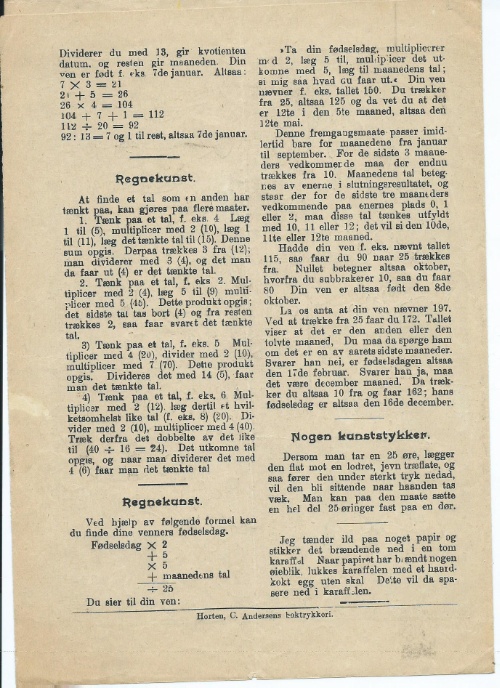 Dividerer du med 13, gir kvotienten
datum, og resten gir maaneden. Din
ven er født f. eks 7de januar. Altsaa:
7 × 3 = 21
21 + 5 = 26
26 × 4 = 104
104 + 7 + 1 = 112
112 ÷ 20 = 92
92 : 13 = 7 og 1 til rest, altsaa 7de januar.
Regnekunst.
At finde et tal som en anden har
tænkt paa, kan gjøres paa flere maater.
1. Tænk paa et tal, f. eks. 4 Læg
1 til (5), multiplicer med 2 (10), læg 1
til (11), læg det tænkte tal til (15). Denne
sum opgis. Derpaa trækkes 3 fra (12);
man dividerer med 3 (4), og det man
da faar ut (4) er det tænkte tal.
2. Tænk paa et tal, f eks 2. Mul-
tiplicer med 2 (4), læg 5 til (9) multi-
plicer med 5 (45). Dette produkt opgis;
det sidste tal tas bort (4) og fra resten
trækkes 2, saa faar svaret det tænkte
tal.
3) Tænk paa et tal, f. eks. 5 Mul-
tiplicer med 4 (20), divider med 2 (10),
multiplicer med 7 (70). Dette produkt
opgis. Divideres det med 14 (5), faar
man det tænkte tal.
4) Tænk paa et tal, f. eks. 6. Mul-
tiplicer med 2 (12), læg dertil et hvil-
ketsomhelst like tal (f. eks. 8) (20). Di-
vider med 2 (10), multiplicer med 4 (40)
Træk derfra det dobbelte av det like
tal (40 ÷ 16 = 24). Det utkomne tal
opgis, og naar man dividerer det med
4 (6) faar man det tænkte tal
Regnekunst.
Ved hjælp av følgende formel kan
du finde dine venners fødselsdag.
Fødselsdag × 2
+ 5
× 5
+ maanedens tal
÷ 25
Du sier til din ven:
»Ta din fødselsdag, multiplicerer
med 2, læg 5 til, multiplicer det ut-
komne med 5, læg til maanedens tal;
si mig saa hvad du faar ut.« Din ven
nævner f. eks. tallet 150. Du trækker
fra 25, altsaa 125 og da vet du at det
er 12te i den 5te maaned, altsaa den
12te mai.
Denne fremgangsmaate passer imid-
lertid bare for maanedene fra januar
til september. For de sidste 3 maane-
ders vedkommende maa der endnu
trækkes fra 10. Maanedens tal beteg-
nes av enerne i slutningsresultatet, og
staar der for de sidste tre maaneders
vedkommende paa enernes plads 0, 1
eller 2, maa disse tal tænkes utfyldt
med 10, 11 eller 12; det vil si den 10de,
11te eller 12te maaned.
Hadde din ven f. eks. nævnt tallet
115, saa faar du 90 naar 25 trækkes
fra. Nullet betegner altsaa oktober,
hvorfra du subbrakerer 10, saa du faar
80 Din ven er altsaa født den 8de
oktober.
La os anta at din ven nævner 197.
Ved at trække fra 25 faar du 172. Tallet
viser at det er den anden eller den
tolvte maaned, Du maa da spørge ham
om det er en av aarets sidste maaneder.
Svarer han nei, er fødselsdagen altsaa
den 17de februar. Svarer han ja, maa
det være december maaned. Da træk-
ker du altsaa 10 fra og faar 162; hans
fødselsdag er altsaa den 16de december.
Nogen kunststykker.
Dersom man tar en 25 øre, lægger
den flat mot en lodret, jevn træflate, og
saa fører den under sterkt tryk nedad,
vil den bli sittende naar haanden tas
væk. Man kan paa den maate sætte
en hel del 25 øringer fast paa en dør.
Jeg tænder ild paa noget papir og
stikker det brændende ned i en tom
karaffel Naar papiret har brændt nogen
øieblik, lukkes karaffelen med et haard-
kokt egg uten skal Dette vil da spa-
sere ned i karaffelen.
Horten, C. Andersens boktrykkeri.